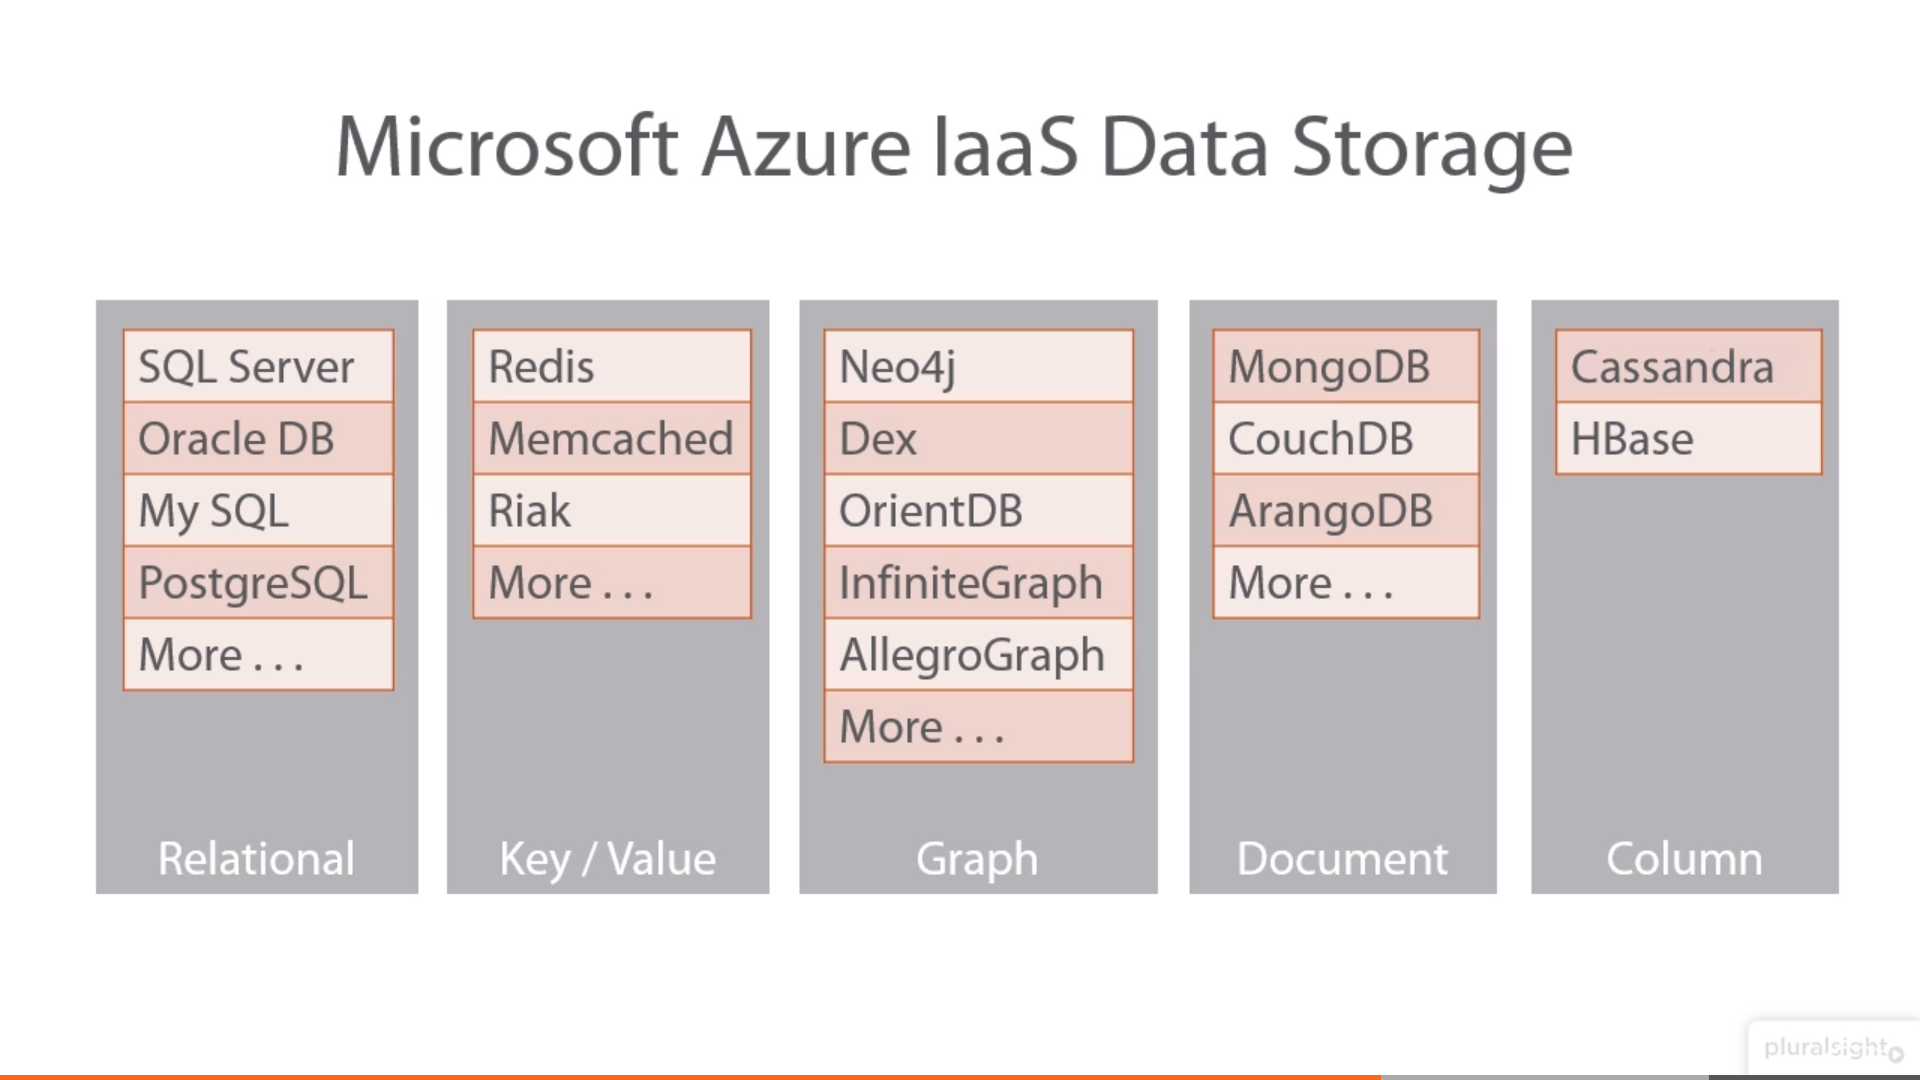 Microsoft Azure IaaS Data Storage
SQL Server
Oracle DB
My SQL
PostgreSQL
More . . .
Relational
Redis
Memcached
Riak
More . . .
Key / Value
Neo4j
Dex
OrientDB
InfiniteGraph
AllegroGraph
More . . .
Graph
MongoDB
CouchDB
ArangoDB
More . . .
Document
Cassandra
HBase
Column
pluralsight